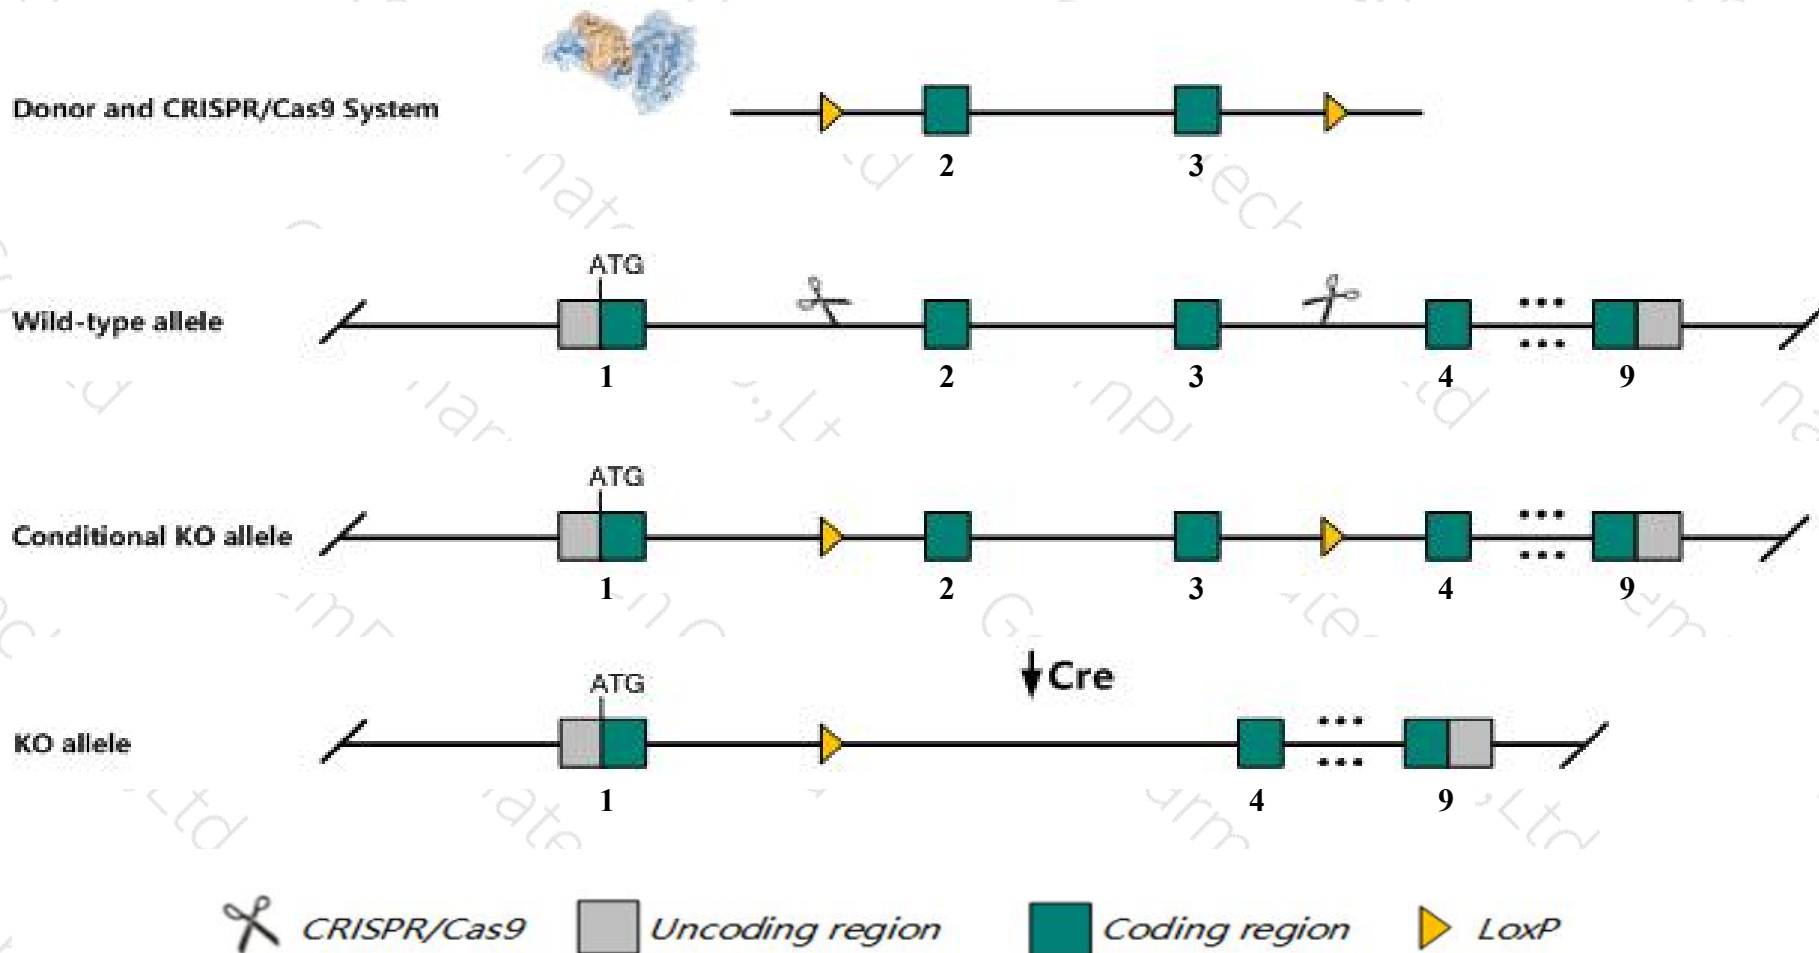 Donor and CRISPR/Cas9 System
2 3
ATG
Wild-type allele
1 2 3 4 9
ATG
Conditional KO allele
1 2 3 4 9
Cre
ATG
KO allele
1 4 9
CRISPR/Cas9 Uncoding region Coding region LoxP